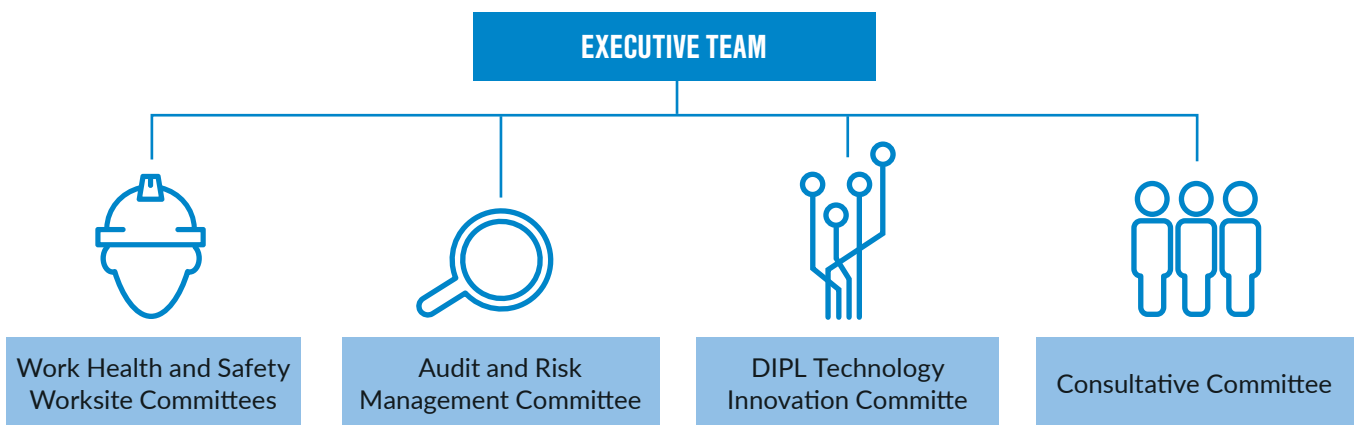 EXECUTIVE TEAM
Work Health and Safety
Worksite Committees
Audit and Risk
Management Committee
DIPL Technology
Innovation Committe
Consultative Committee